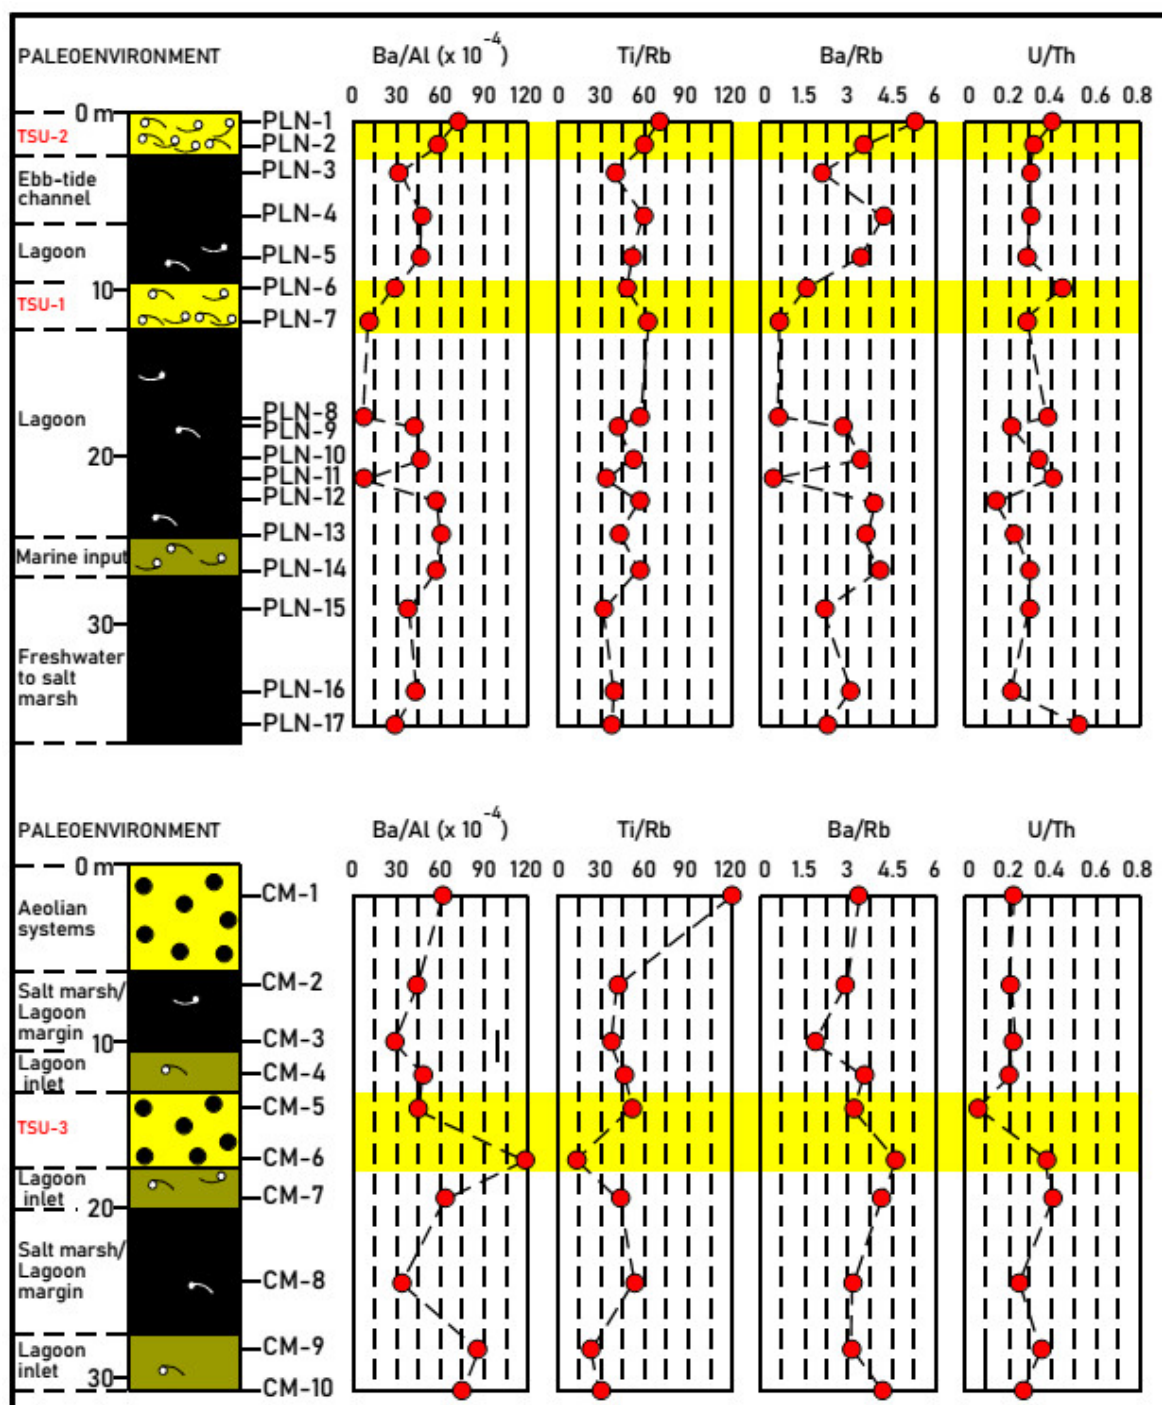 PALEOENVIRONMENT Ba/Al (x 10⁻⁴) Ti/Rb Ba/Rb U/Th
0 30 60 90 120 0 30 60 90 120 0 1.5 3 4.5 6 0 0.2 0.4 0.6 0.8
0 m PLN-1
TSU-2
PLN-2
PLN-3
Ebb-tide
channel
PLN-4
Lagoon
PLN-5
10 PLN-6
TSU-1
PLN-7
PLN-8
Lagoon
PLN-9
20 PLN-10
PLN-11
PLN-12
PLN-13
Marine input
PLN-14
PLN-15
30
Freshwater
to salt
marsh
PLN-16
PLN-17
PALEOENVIRONMENT Ba/Al (x 10⁻⁴) Ti/Rb Ba/Rb U/Th
0 30 60 90 120 0 30 60 90 120 0 1.5 3 4.5 6 0 0.2 0.4 0.6 0.8
0 m
CM-1
Aeolian
systems
CM-2
Salt marsh/
Lagoon
margin
10 CM-3
Lagoon
inlet
CM-4
CM-5
TSU-3
CM-6
Lagoon
inlet
CM-7
20
Salt marsh/
Lagoon
margin
CM-8
Lagoon
inlet
CM-9
30 CM-10